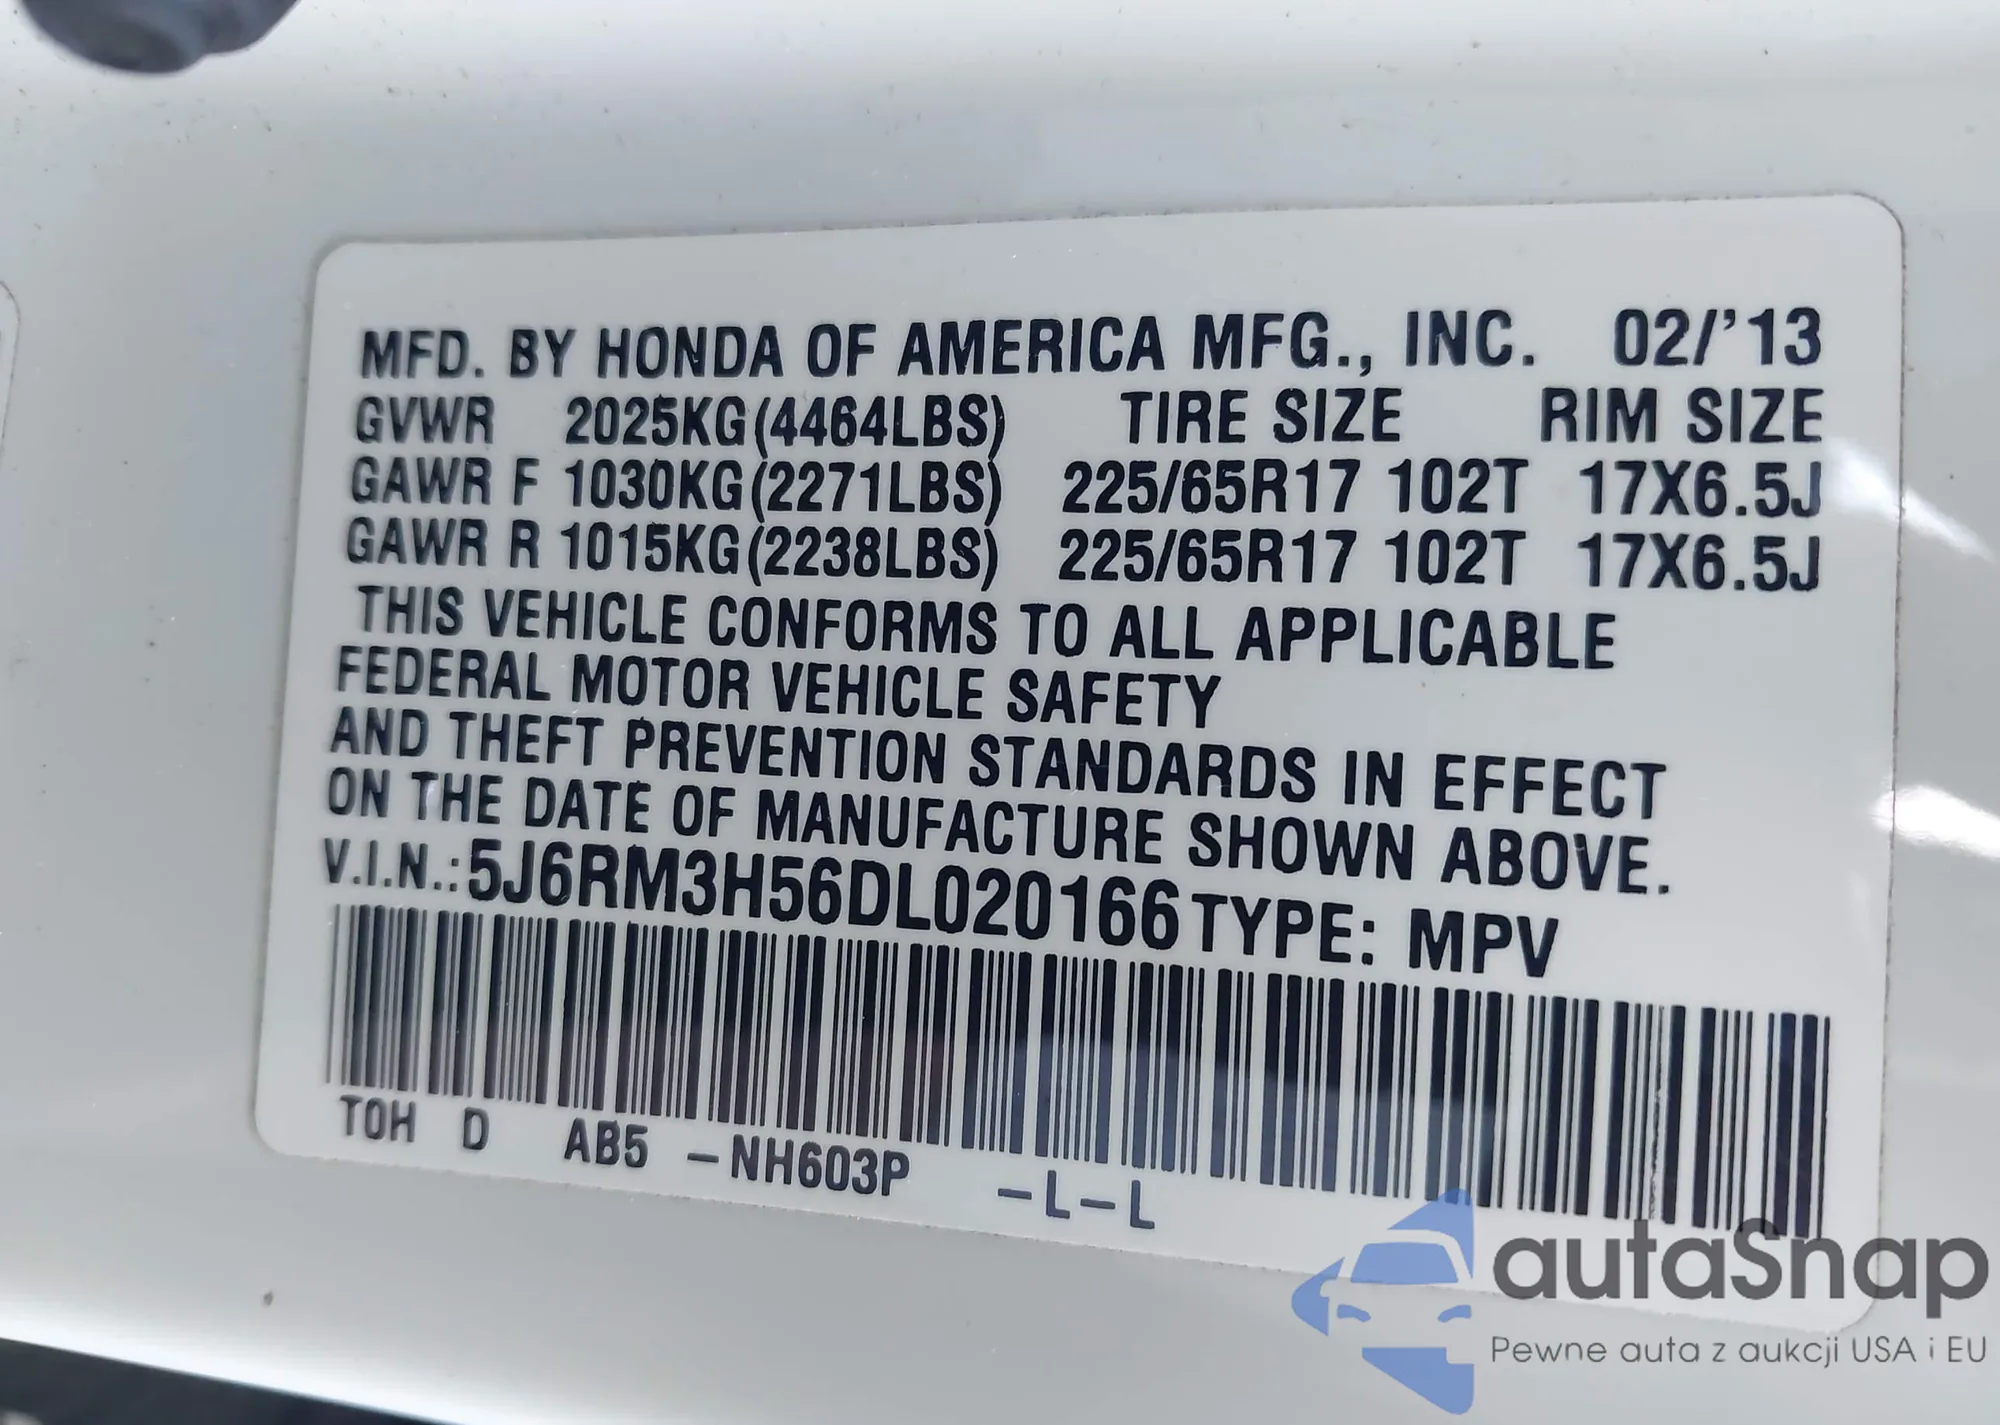 MFD. BY HONDA OF AMERICA MFG., INC. 02/'13
GVWR 2025KG(4464LBS) TIRE SIZE RIM SIZE
GAWR F 1030KG(2271LBS) 225/65R17 102T 17X6.5J
GAWR R 1015KG(2238LBS) 225/65R17 102T 17X6.5J
THIS VEHICLE CONFORMS TO ALL APPLICABLE
FEDERAL MOTOR VEHICLE SAFETY
AND THEFT PREVENTION STANDARDS IN EFFECT
ON THE DATE OF MANUFACTURE SHOWN ABOVE.
V.I.N.:5J6RM3H56DL020166 TYPE: MPV
TOH D AB5 –NH603P –L–L
autaSnap
Pewne auta z aukcji USA i EU